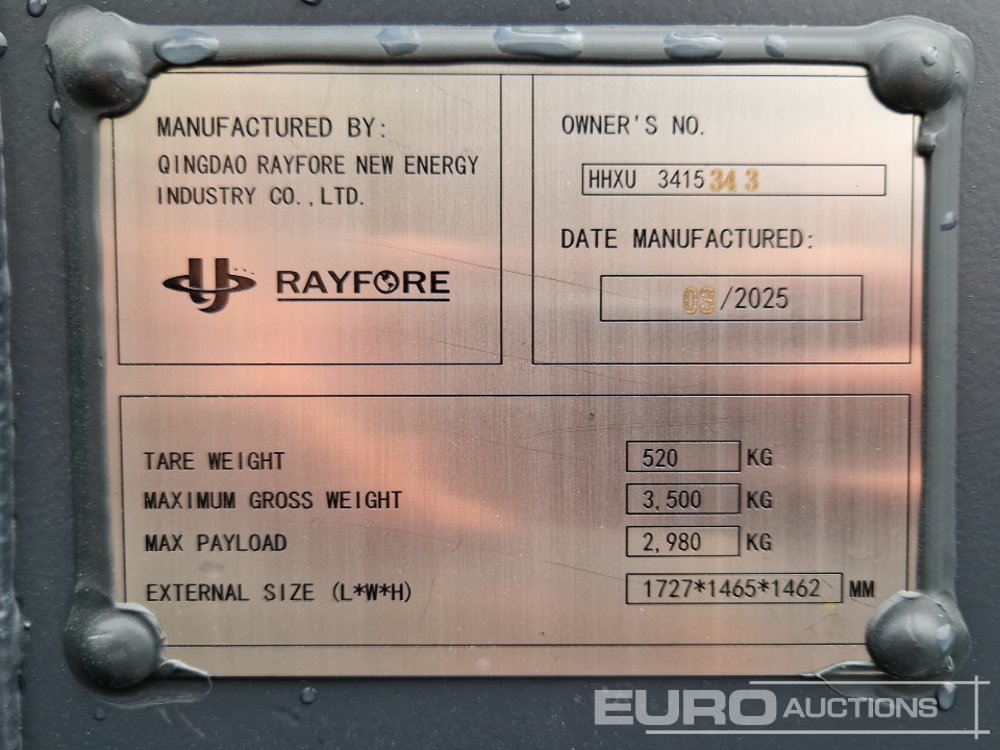 MANUFACTURED BY:
QINGDAO RAYFORE NEW ENERGY
INDUSTRY CO.,LTD.
RAYFORE
OWNER'S NO.
HHXU 3415343
DATE MANUFACTURED:
03/2025
TARE WEIGHT 520 KG
MAXIMUM GROSS WEIGHT 3,500 KG
MAX PAYLOAD 2,980 KG
EXTERNAL SIZE (L*W*H) 1727*1465*1462 MM
EURO AUCTIONS